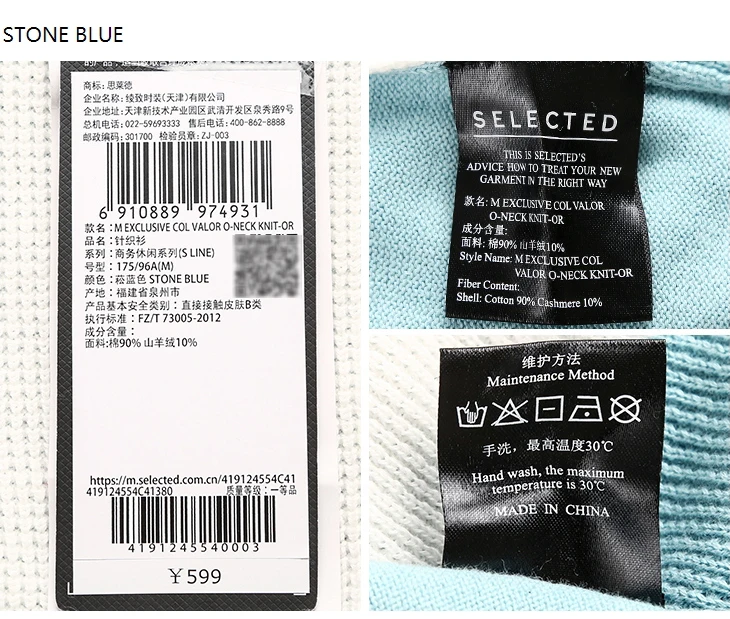 STONE BLUE
商标：思莱德
企业名称：绫致时装(天津)有限公司
企业地址：天津新技术产业园区武清开发区泉秀路9号
总机电话：022-59693333 售后电话：400-862-8888
邮政编码：301700 检验员章：ZJ-003
6 910889 974931
款名：M EXCLUSIVE COL VALOR O-NECK KNIT-OR
品名：针织衫
系列：商务休闲系列(S LINE)
号型：175/96A(M)
颜色：菘蓝色 STONE BLUE
产地：福建省泉州市
产品基本安全类别：直接接触皮肤B类
执行标准：FZ/T 73005-2012
成分含量：
面料:棉90% 山羊绒10%
https://m.selected.com.cn/419124554C41
419124554C41380 质量等级：一等品
4191245540003
￥599
SELECTED
THIS IS SELECTED'S
ADVICE HOW TO TREAT YOUR NEW
GARMENT IN THE RIGHT WAY
款名: M EXCLUSIVE COL VALOR
O-NECK KNIT-OR
成分含量:
面料: 棉90% 山羊绒10%
Style Name: M EXCLUSIVE COL
VALOR O-NECK KNIT-OR
Fiber Content:
Shell: Cotton 90% Cashmere 10%
维护方法
Maintenance Method
手洗，最高温度30℃
Hand wash, the maximum
temperature is 30℃
MADE IN CHINA